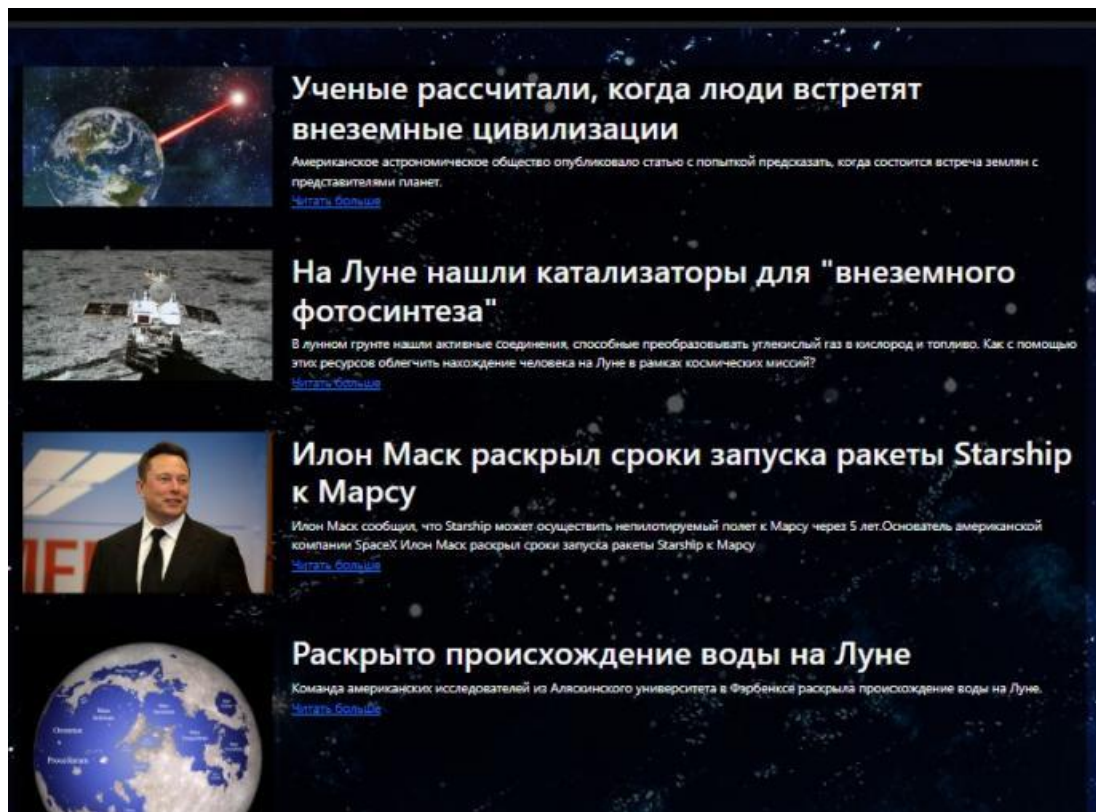 Ученые рассчитали, когда люди встретят
внеземные цивилизации
Американское астрономическое общество опубликовало статью с попыткой предсказать, когда состоится встреча землян с
представителями планет.
Читать больше
На Луне нашли катализаторы для "внеземного
фотосинтеза"
В лунном грунте нашли активные соединения, способные преобразовывать углекислый газ в кислород и топливо. Как с помощью
этих ресурсов облегчить нахождение человека на Луне в рамках космических миссий?
Читать больше
Илон Маск раскрыл сроки запуска ракеты Starship
к Марсу
Илон Маск сообщил, что Starship может осуществить непилотируемый полет к Марсу через 5 лет.Основатель американской
компании SpaceX Илон Маск раскрыл сроки запуска ракеты Starship к Марсу
Читать больше
Раскрыто происхождение воды на Луне
Команда американских исследователей из Аляскинского университета в Фэрбенксе раскрыла происхождение воды на Луне.
Читать больше
Oceanus
Procellarum